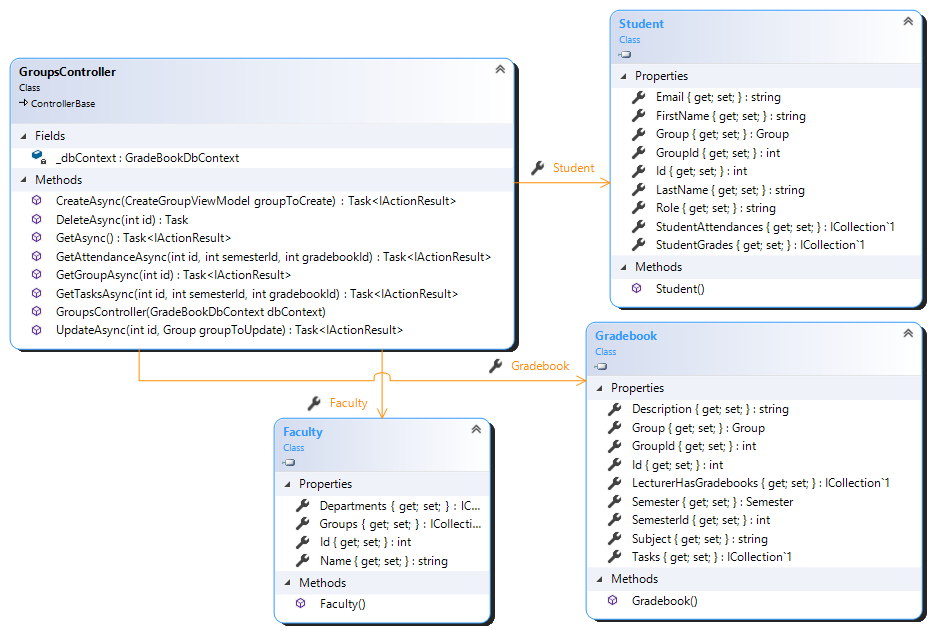 GroupsController
Class
ControllerBase
Fields
_dbContext : GradeBookDbContext
Methods
CreateAsync(CreateGroupViewModel groupToCreate) : Task<IActionResult>
DeleteAsync(int id) : Task
GetAsync() : Task<IActionResult>
GetAttendanceAsync(int id, int semesterId, int gradebookId) : Task<IActionResult>
GetGroupAsync(int id) : Task<IActionResult>
GetTasksAsync(int id, int semesterId, int gradebookId) : Task<IActionResult>
GroupsController(GradeBookDbContext dbContext)
UpdateAsync(int id, Group groupToUpdate) : Task<IActionResult>
Student
Student
Class
Properties
Email { get; set; } : string
FirstName { get; set; } : string
Group { get; set; } : Group
GroupId { get; set; } : int
Id { get; set; } : int
LastName { get; set; } : string
Role { get; set; } : string
StudentAttendances { get; set; } : ICollection`1
StudentGrades { get; set; } : ICollection`1
Methods
Student()
Gradebook
Gradebook
Class
Properties
Description { get; set; } : string
Group { get; set; } : Group
GroupId { get; set; } : int
Id { get; set; } : int
LecturerHasGradebooks { get; set; } : ICollection`1
Semester { get; set; } : Semester
SemesterId { get; set; } : int
Subject { get; set; } : string
Tasks { get; set; } : ICollection`1
Methods
Gradebook()
Faculty
Faculty
Class
Properties
Departments { get; set; } : IC...
Groups { get; set; } : ICollecti...
Id { get; set; } : int
Name { get; set; } : string
Methods
Faculty()